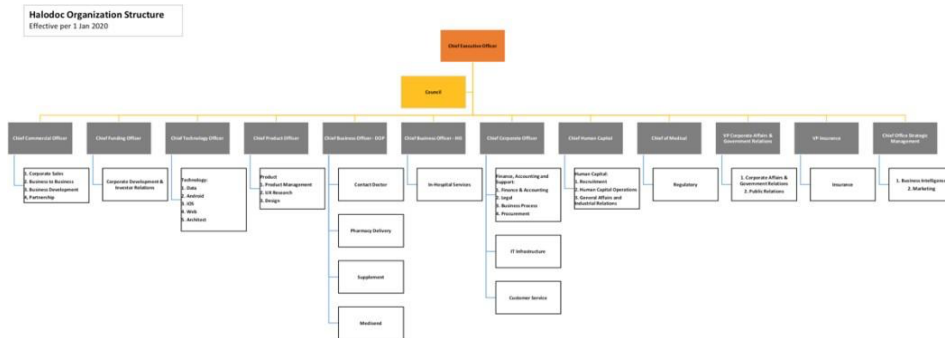 Halodoc Organization Structure
Effective per 1 Jan 2020
Chief Executive Officer
Council
Chief Commercial Officer
Chief Funding Officer
Chief Technology Officer
Chief Product Officer
Chief Business Officer - OOP
Chief Business Officer -
Chief Corporate Officer
Chief Human Capital
Chief of Medical
VP Corporate Affairs &
Government Relations
VP Insurance
Chief Office Strategic
Management
1. Corporate Sales
2. Business to Business
3. Business Development
4. Partnership
Corporate Development &
Investor Relations
Technology:
1. Data
2. Android
3. iOS
4. Web
5. Architect
Product
1. Product Management
2. UX Research
3. Design
Contact Doctor
Pharmacy Delivery
Supplement
Medisend
In-Hospital Services
Finance, Accounting and
Support:
1. Finance & Accounting
2. Legal
3. Business Process
4. Procurement
IT Infrastructure
Customer Service
Human Capital:
1. Recruitment
2. Human Capital Operations
3. General Affairs and
Industrial Relations
Regulatory
1. Corporate Affairs &
Government Relations
2. Public Relations
Insurance
1. Business Intelligence
2. Marketing